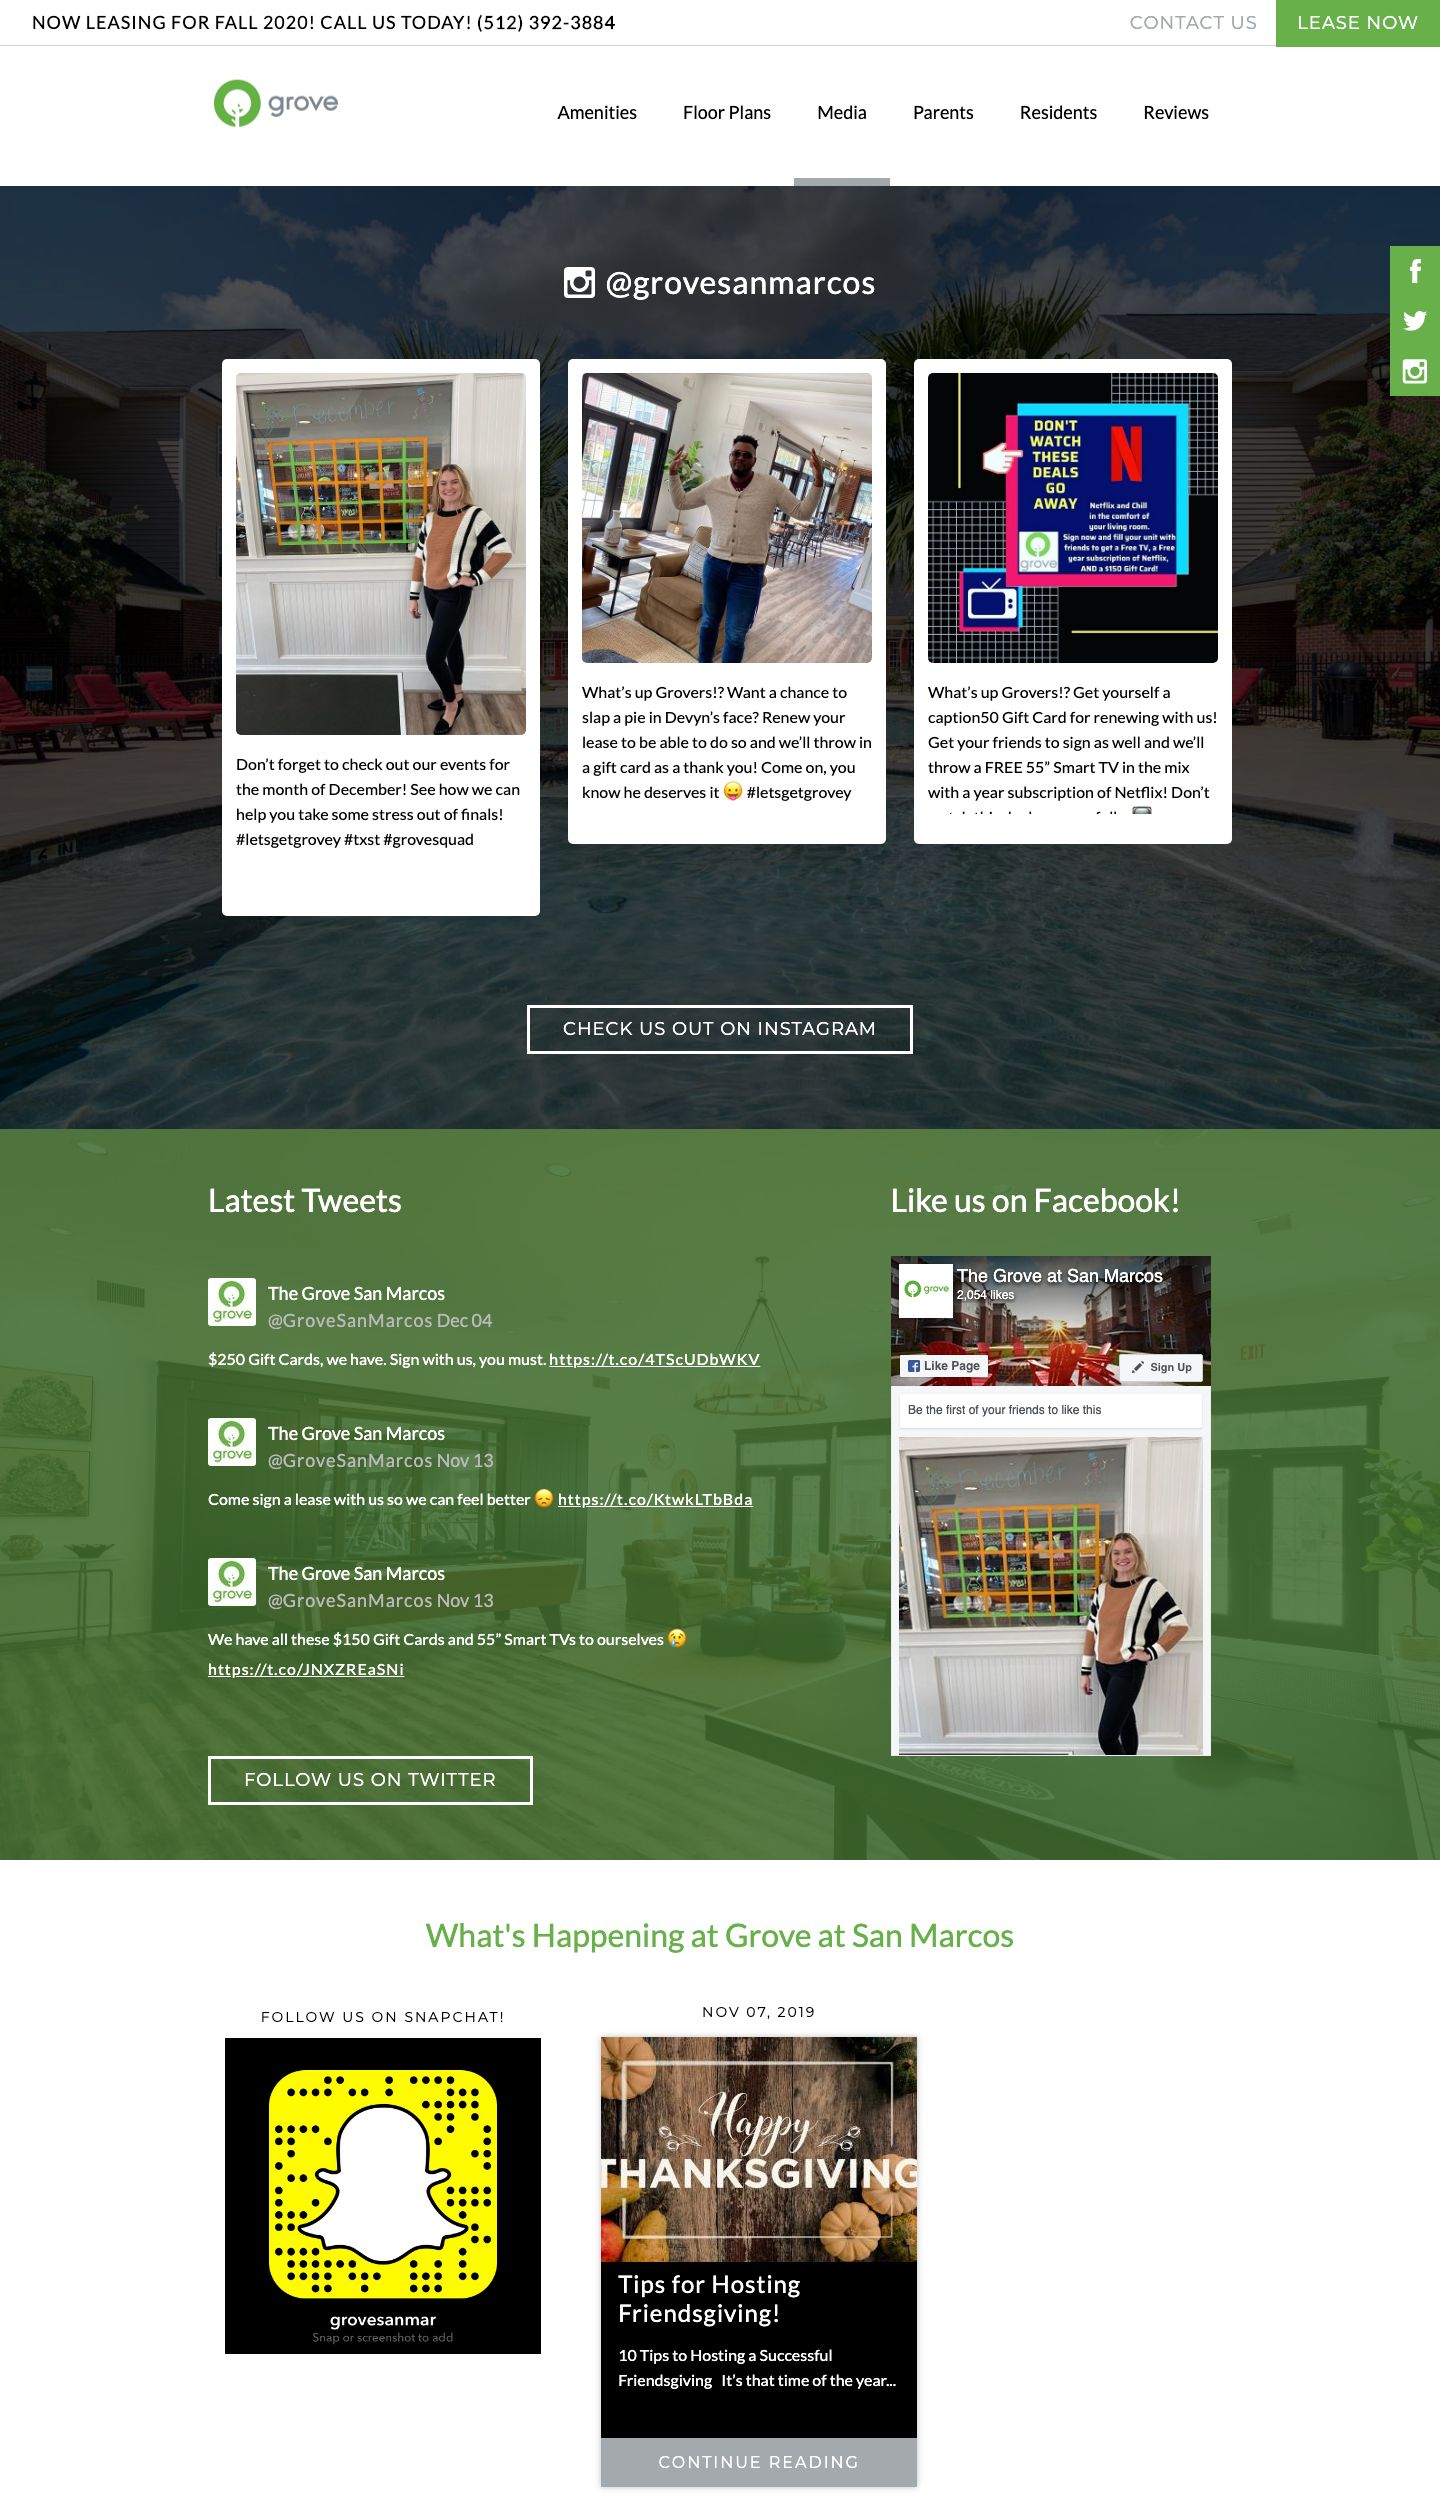 NOW LEASING FOR FALL 2020! CALL US TODAY! (512) 392-3884
CONTACT US
LEASE NOW
grove
Amenities
Floor Plans
Media
Parents
Residents
Reviews
@grovesanmarcos
December
Don’t forget to check out our events for
the month of December! See how we can
help you take some stress out of finals!
#letsgetgrovey #txst #grovesquad
What’s up Grovers!? Want a chance to
slap a pie in Devyn’s face? Renew your
lease to be able to do so and we’ll throw in
a gift card as a thank you! Come on, you
know he deserves it 😛 #letsgetgrovey
DON'T
WATCH
THESE
DEALS
GO
AWAY
N
Netflix and Chill
in the comfort of
your living room.
Sign now and fill your unit with
friends to get a Free TV, a Free
year subscription of Netflix,
AND a $150 Gift Card!
grove
What’s up Grovers!? Get yourself a
caption50 Gift Card for renewing with us!
Get your friends to sign as well and we’ll
throw a FREE 55” Smart TV in the mix
with a year subscription of Netflix! Don’t
CHECK US OUT ON INSTAGRAM
Latest Tweets
grove
The Grove San Marcos
@GroveSanMarcos Dec 04
$250 Gift Cards, we have. Sign with us, you must. https://t.co/4TScUDbWKV
grove
The Grove San Marcos
@GroveSanMarcos Nov 13
Come sign a lease with us so we can feel better 😞 https://t.co/KtwkLTbBda
grove
The Grove San Marcos
@GroveSanMarcos Nov 13
We have all these $150 Gift Cards and 55” Smart TVs to ourselves 😢
https://t.co/JNXZREaSNi
FOLLOW US ON TWITTER
Like us on Facebook!
grove
The Grove at San Marcos
2,054 likes
Like Page
Sign Up
Be the first of your friends to like this
December
EXIT
What's Happening at Grove at San Marcos
FOLLOW US ON SNAPCHAT!
grovesanmar
Snap or screenshot to add
NOV 07, 2019
Happy
THANKSGIVING
Tips for Hosting
Friendsgiving!
10 Tips to Hosting a Successful
Friendsgiving It’s that time of the year...
CONTINUE READING